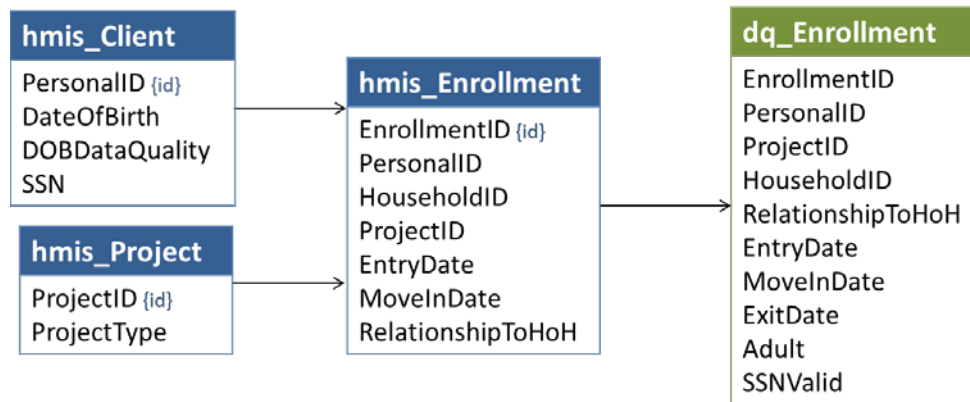 hmis_Client
PersonalID {id}
DateOfBirth
DOBDataQuality
SSN
hmis_Project
ProjectID {id}
ProjectType
hmis_Enrollment
EnrollmentID {id}
PersonalID
HouseholdID
ProjectID
EntryDate
MoveInDate
RelationshipToHoH
dq_Enrollment
EnrollmentID
PersonalID
ProjectID
HouseholdID
RelationshipToHoH
EntryDate
MoveInDate
ExitDate
Adult
SSNValid